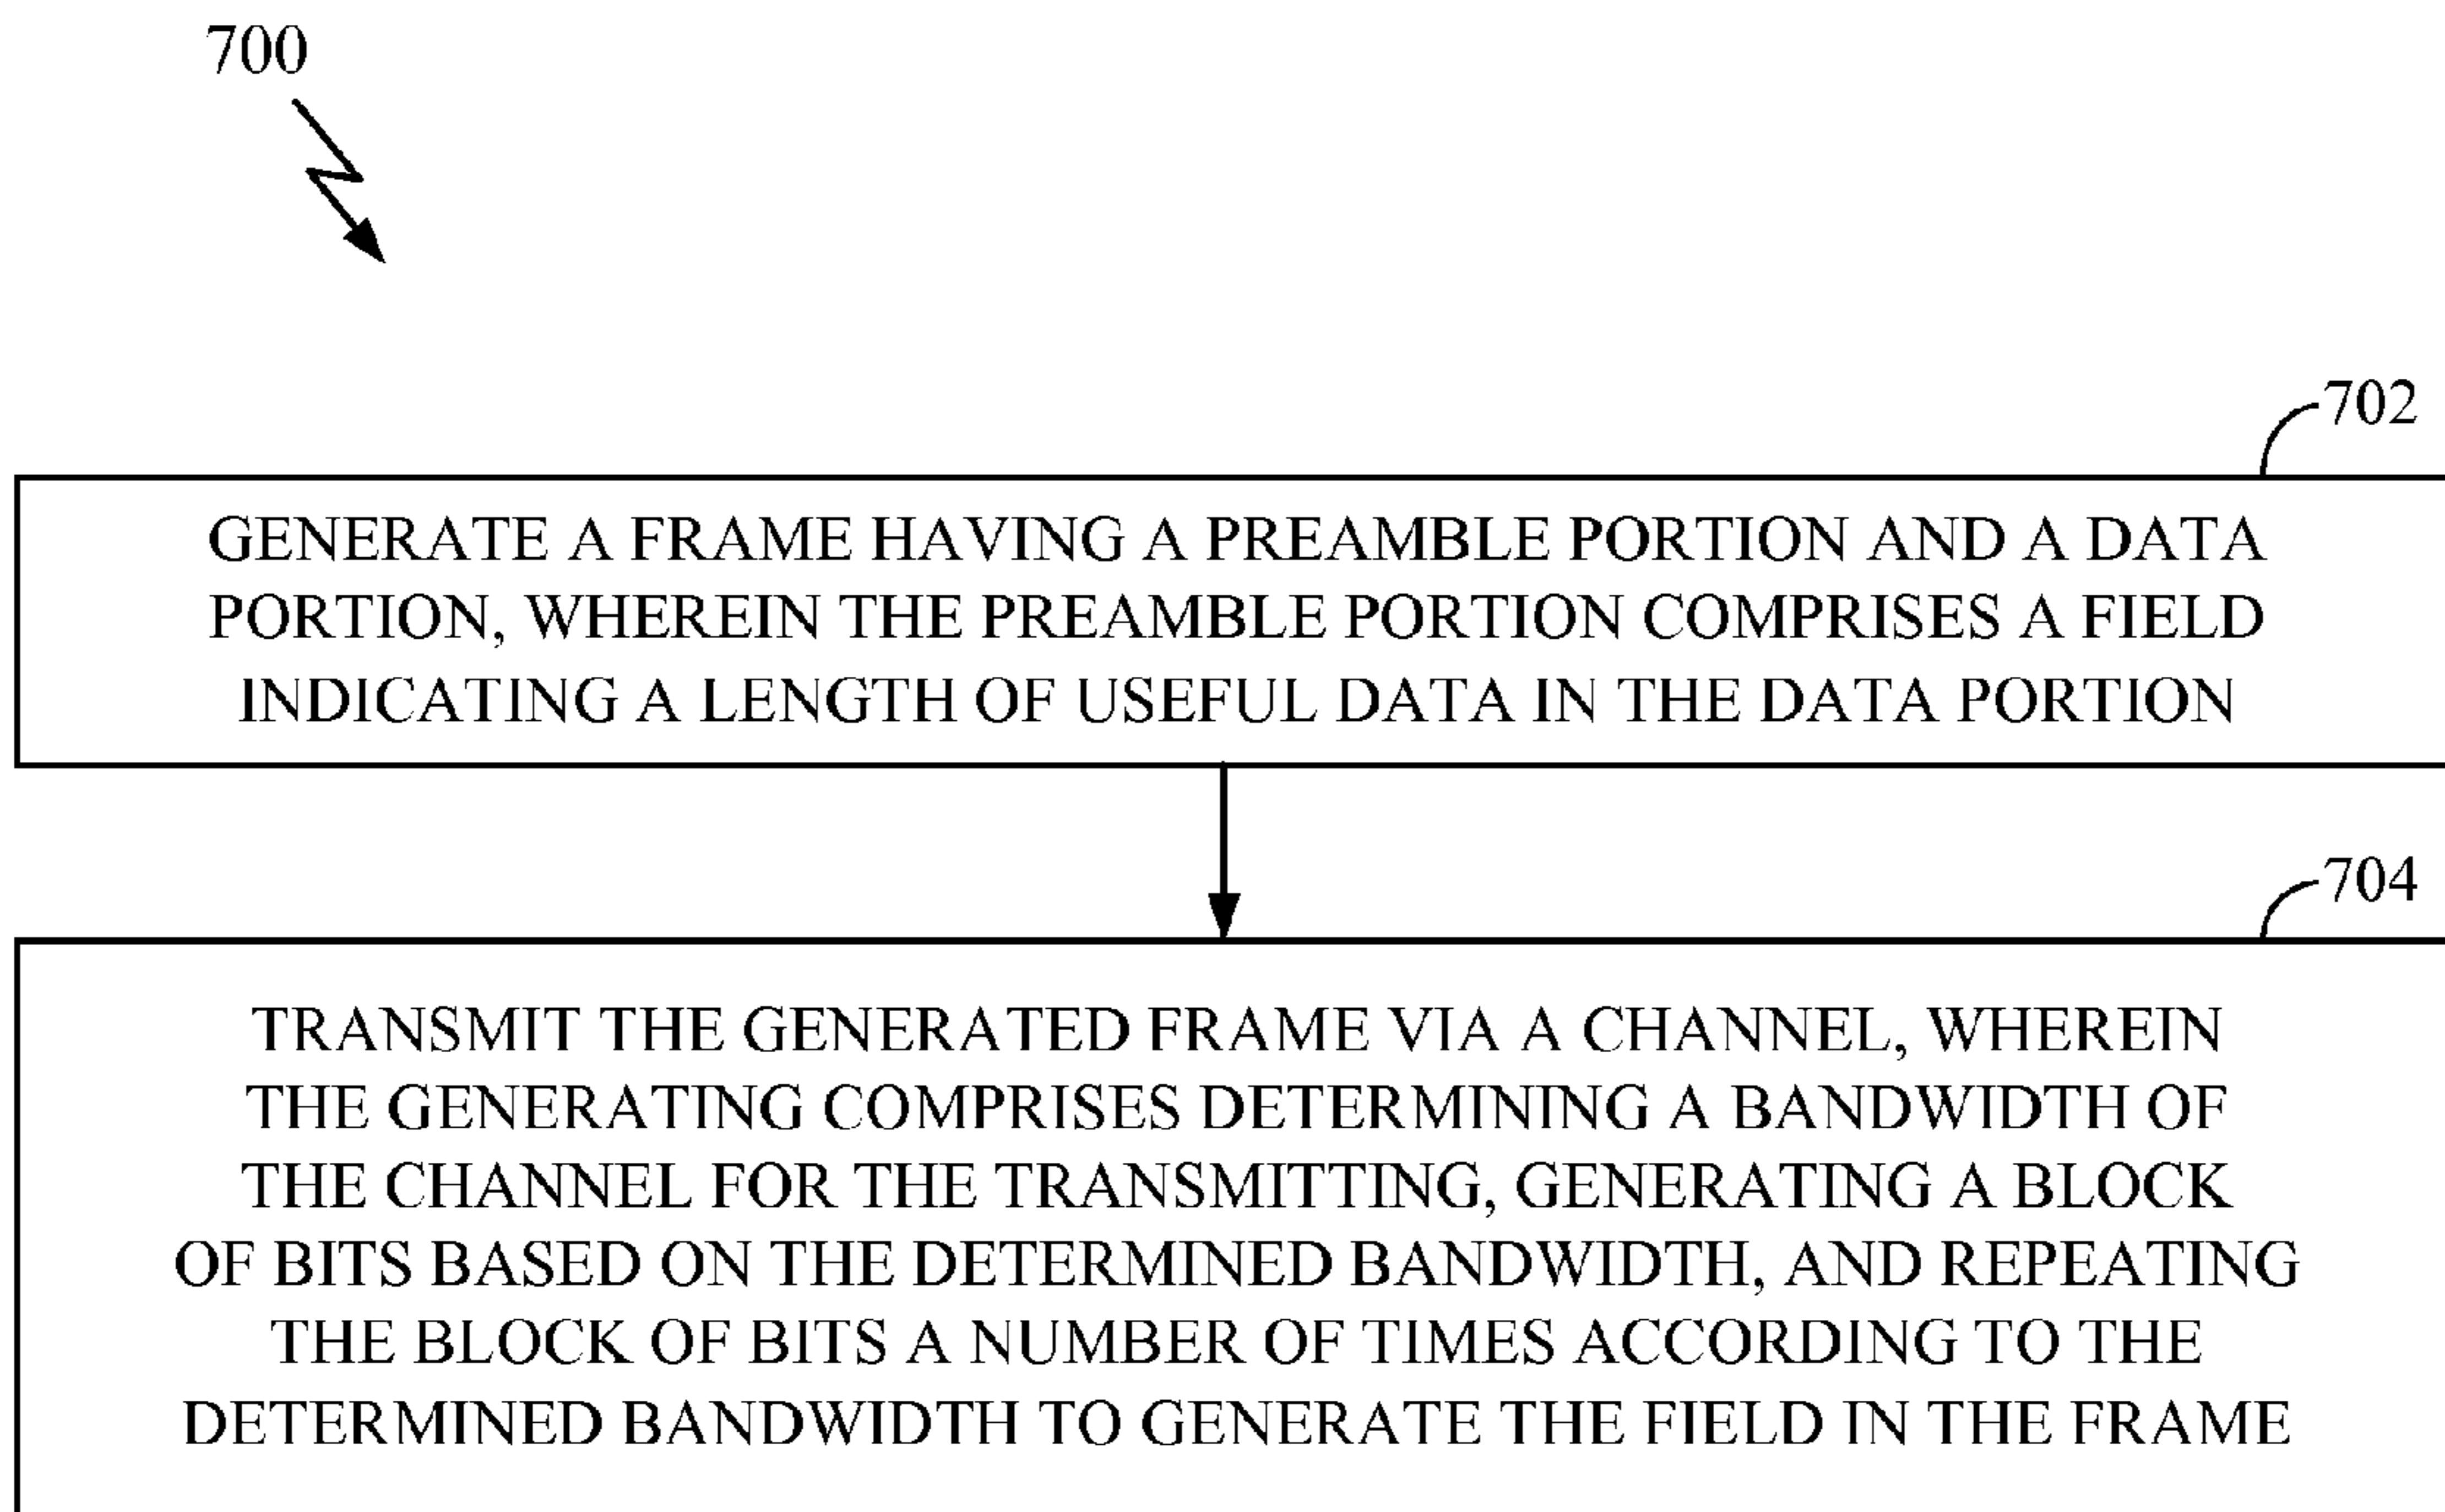 700
702
GENERATE A FRAME HAVING A PREAMBLE PORTION AND A DATA
PORTION, WHEREIN THE PREAMBLE PORTION COMPRISES A FIELD
INDICATING A LENGTH OF USEFUL DATA IN THE DATA PORTION
704
TRANSMIT THE GENERATED FRAME VIA A CHANNEL, WHEREIN
THE GENERATING COMPRISES DETERMINING A BANDWIDTH OF
THE CHANNEL FOR THE TRANSMITTING, GENERATING A BLOCK
OF BITS BASED ON THE DETERMINED BANDWIDTH, AND REPEATING
THE BLOCK OF BITS A NUMBER OF TIMES ACCORDING TO THE
DETERMINED BANDWIDTH TO GENERATE THE FIELD IN THE FRAME